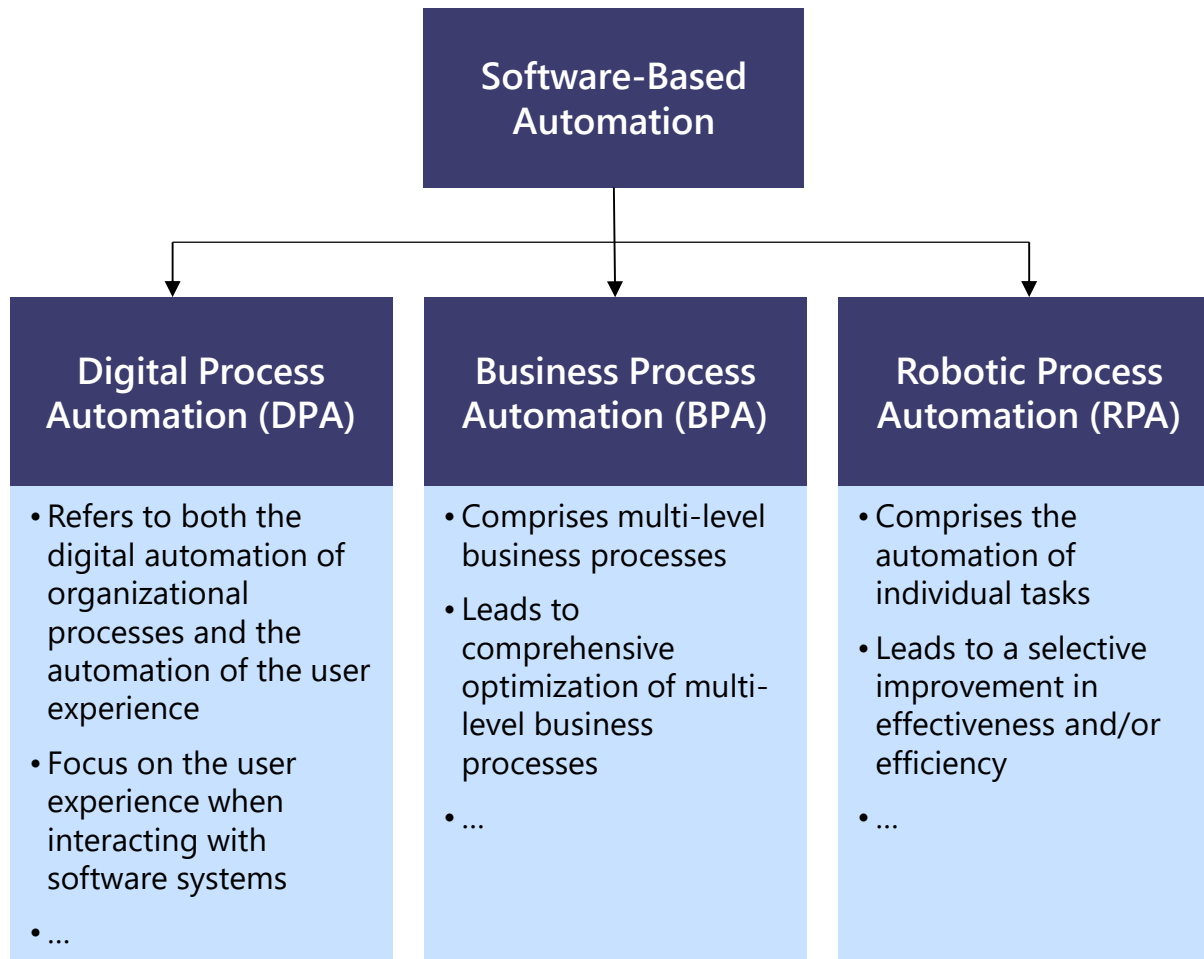 Software-Based
Automation
Digital Process
Automation (DPA)
• Refers to both the
digital automation of
organizational
processes and the
automation of the user
experience
• Focus on the user
experience when
interacting with
software systems
• ...
Business Process
Automation (BPA)
• Comprises multi-level
business processes
• Leads to
comprehensive
optimization of multi-
level business
processes
• ...
Robotic Process
Automation (RPA)
• Comprises the
automation of
individual tasks
• Leads to a selective
improvement in
effectiveness and/or
efficiency
• ...